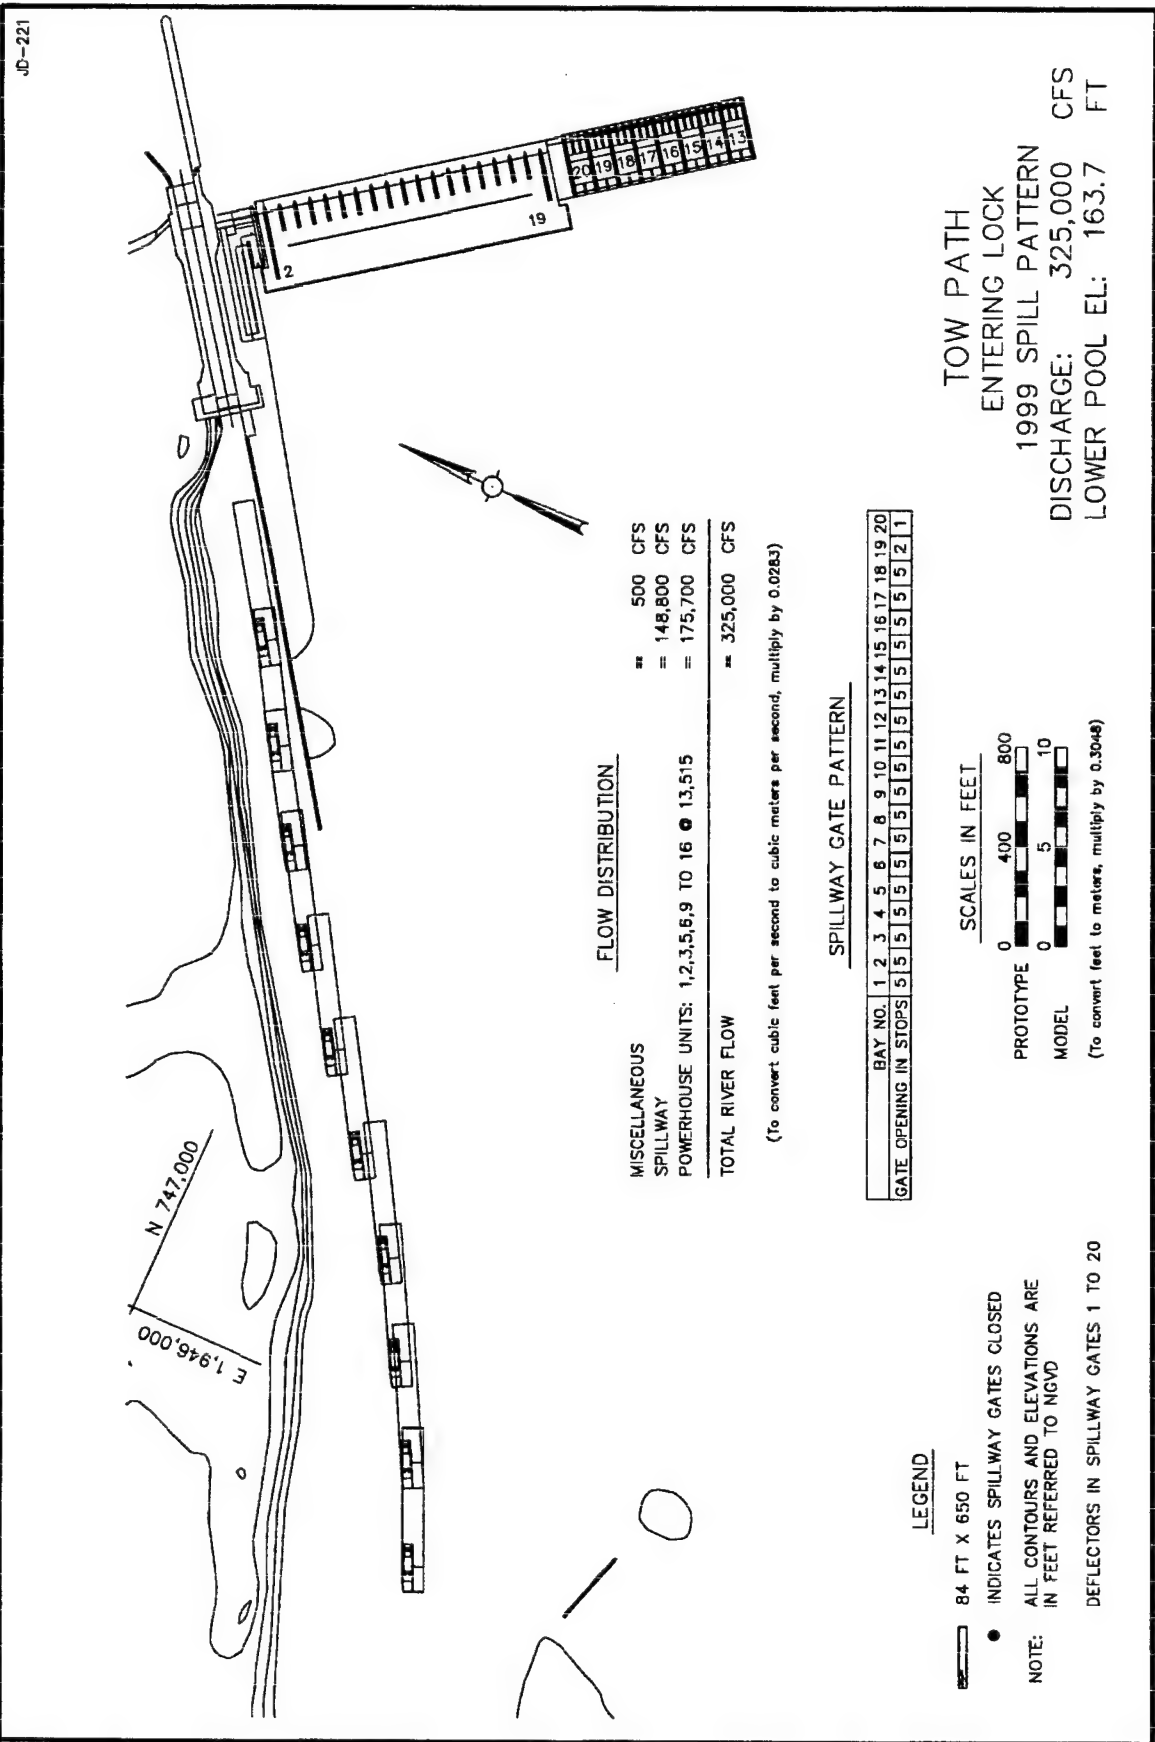 JD-221
2
19
20 19 18 17 16 15 14 13
N 747,000
E 1,946,000
FLOW DISTRIBUTION
MISCELLANEOUS = 500 CFS
SPILLWAY = 148,800 CFS
POWERHOUSE UNITS: 1,2,3,5,6,9 TO 16 @ 13,515 = 175,700 CFS
TOTAL RIVER FLOW = 325,000 CFS
(To convert cubic feet per second to cubic meters per second, multiply by 0.0283)
SPILLWAY GATE PATTERN
BAY NO. 1 2 3 4 5 6 7 8 9 10 11 12 13 14 15 16 17 18 19 20
GATE OPENING IN STOPS 5 5 5 5 5 5 5 5 5 5 5 5 5 5 5 5 5 5 2 1
SCALES IN FEET
PROTOTYPE 0 400 800
MODEL 0 5 10
(To convert feet to meters, multiply by 0.3048)
LEGEND
84 FT X 650 FT
INDICATES SPILLWAY GATES CLOSED
NOTE: ALL CONTOURS AND ELEVATIONS ARE
IN FEET REFERRED TO NGVD
DEFLECTORS IN SPILLWAY GATES 1 TO 20
TOW PATH
ENTERING LOCK
1999 SPILL PATTERN
DISCHARGE: 325,000 CFS
LOWER POOL EL: 163.7 FT